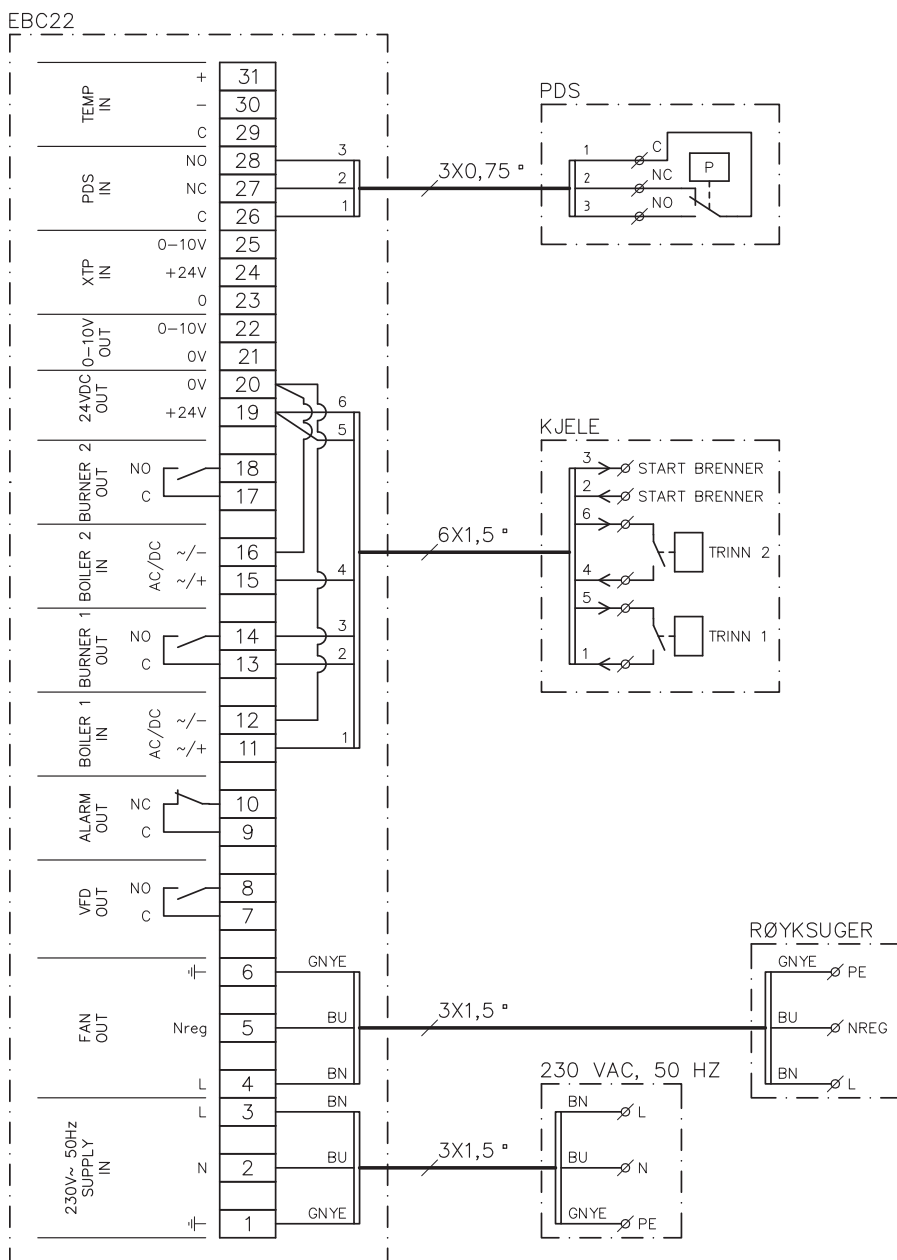 EBC22
TEMP IN
+ 31
- 30
C 29
PDS IN
NO 28 3
NC 27 2
C 26 1
3X0,75 ▫
PDS
1 C
2 NC
3 NO
P
XTP IN
0-10V 25
+24V 24
0 23
0-10V OUT
0-10V 22
0V 21
24VDC OUT
0V 20
+24V 19 6
5
BURNER 2 OUT
NO 18
C 17
BOILER 2 IN
AC/DC
~/- 16
~/+ 15 4
6X1,5 ▫
KJELE
3 START BRENNER
2 START BRENNER
6
TRINN 2
4
5
TRINN 1
1
BURNER 1 OUT
NO 14 3
C 13 2
BOILER 1 IN
AC/DC
~/- 12
~/+ 11 1
ALARM OUT
NC 10
C 9
VFD OUT
NO 8
C 7
FAN OUT
6 GNYE
Nreg 5 BU
L 4 BN
3X1,5 ▫
RØYKSUGER
GNYE PE
BU NREG
BN L
230V~ 50Hz SUPPLY IN
L 3 BN
N 2 BU
1 GNYE
3X1,5 ▫
230 VAC, 50 HZ
BN L
BU N
GNYE PE